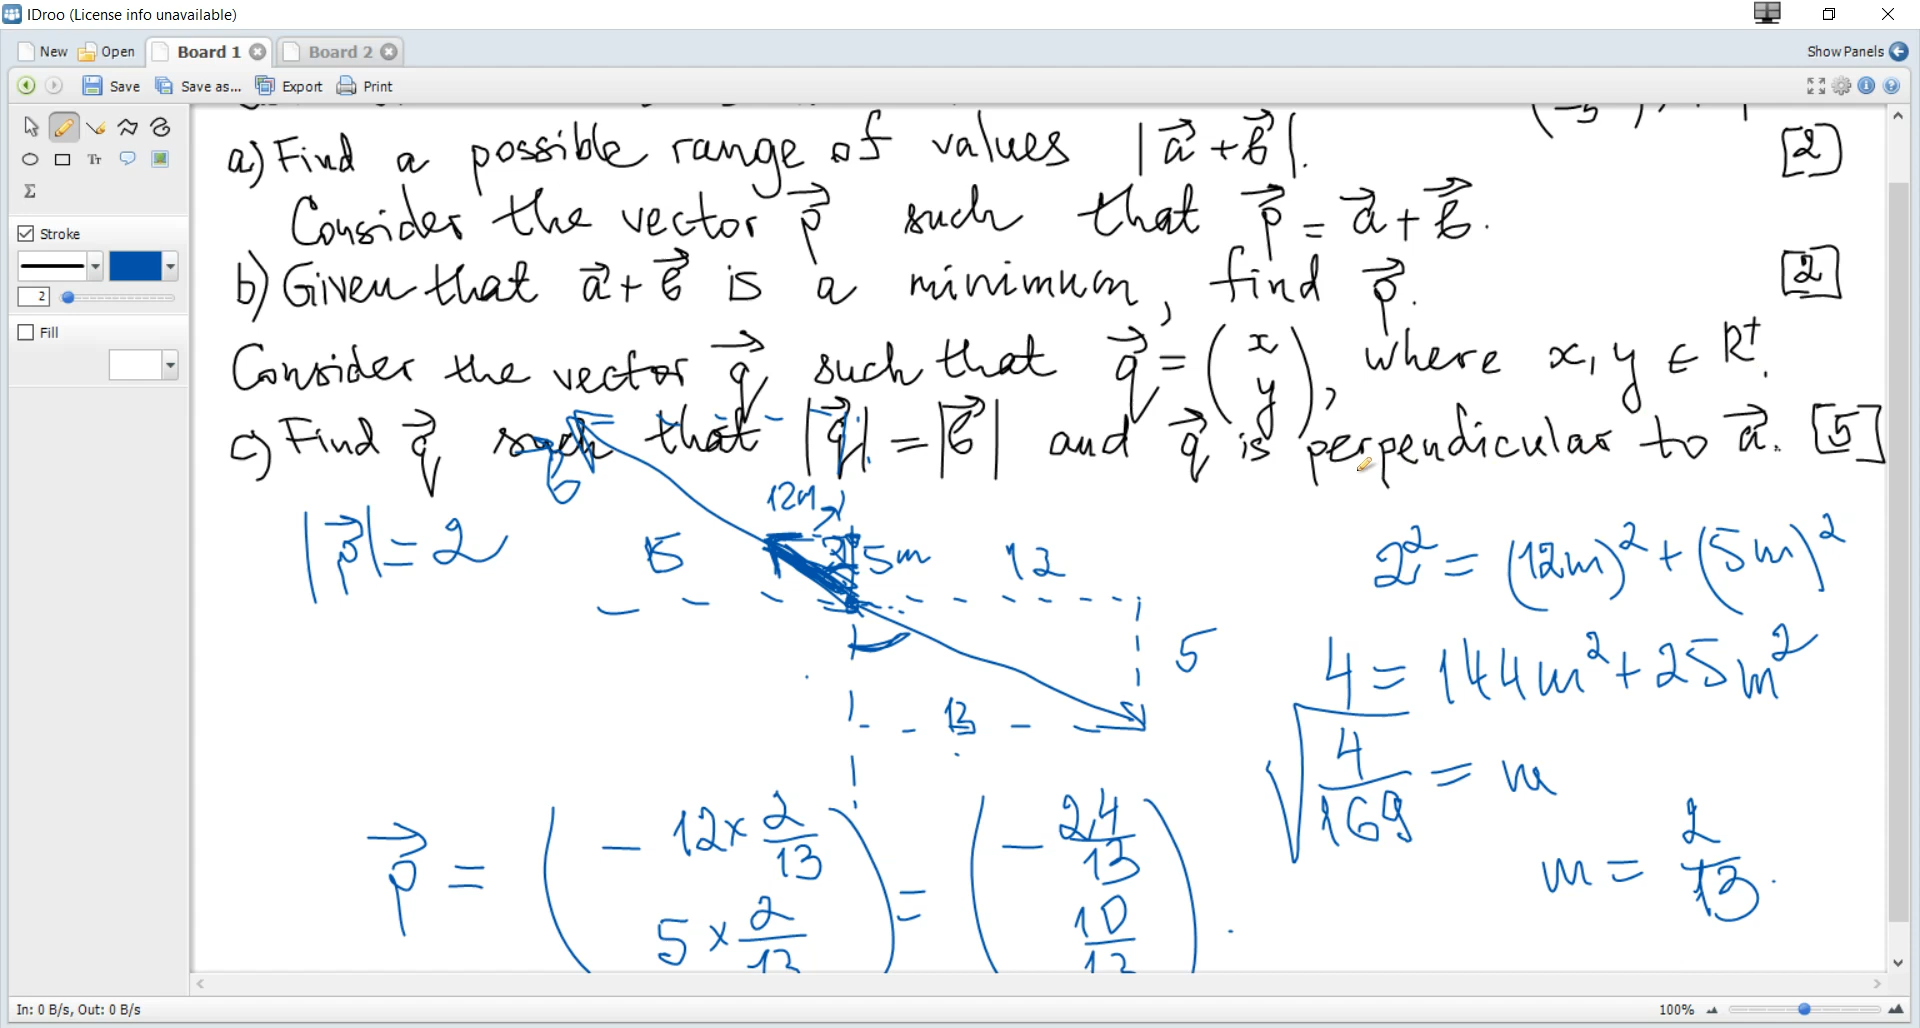 IDroo (License info unavailable)
New Open Board 1 Board 2 Show Panels
Save Save as... Export Print
a) Find a possible range of values |a⃗ + b⃗|. [2]
Consider the vector p⃗ such that p⃗ = a⃗ + b⃗.
b) Given that a⃗ + b⃗ is a minimum, find p⃗. [2]
Consider the vector q⃗ such that q⃗ = (x y), where x, y ∈ R⁺.
c) Find q⃗ such that |q⃗| = |b⃗| and q⃗ is perpendicular to a⃗. [5]
Stroke
2
Fill
Tr
Σ
b
12m
|p⃗| = 2
15 2 5m 12
5
13
2² = (12m)² + (5m)²
4 = 144m² + 25m²
√(4/169) = m
m = 2/13.
p⃗ = (-12 × 2/13  5 × 2/13) = (-24/13  10/13).
In: 0 B/s, Out: 0 B/s 100%